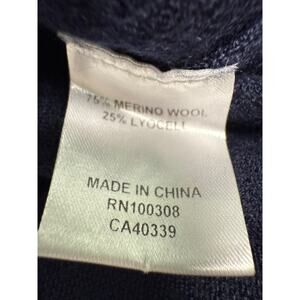 75% MERINO WOOL
25% LYOCELL
MADE IN CHINA
RN100308
CA40339